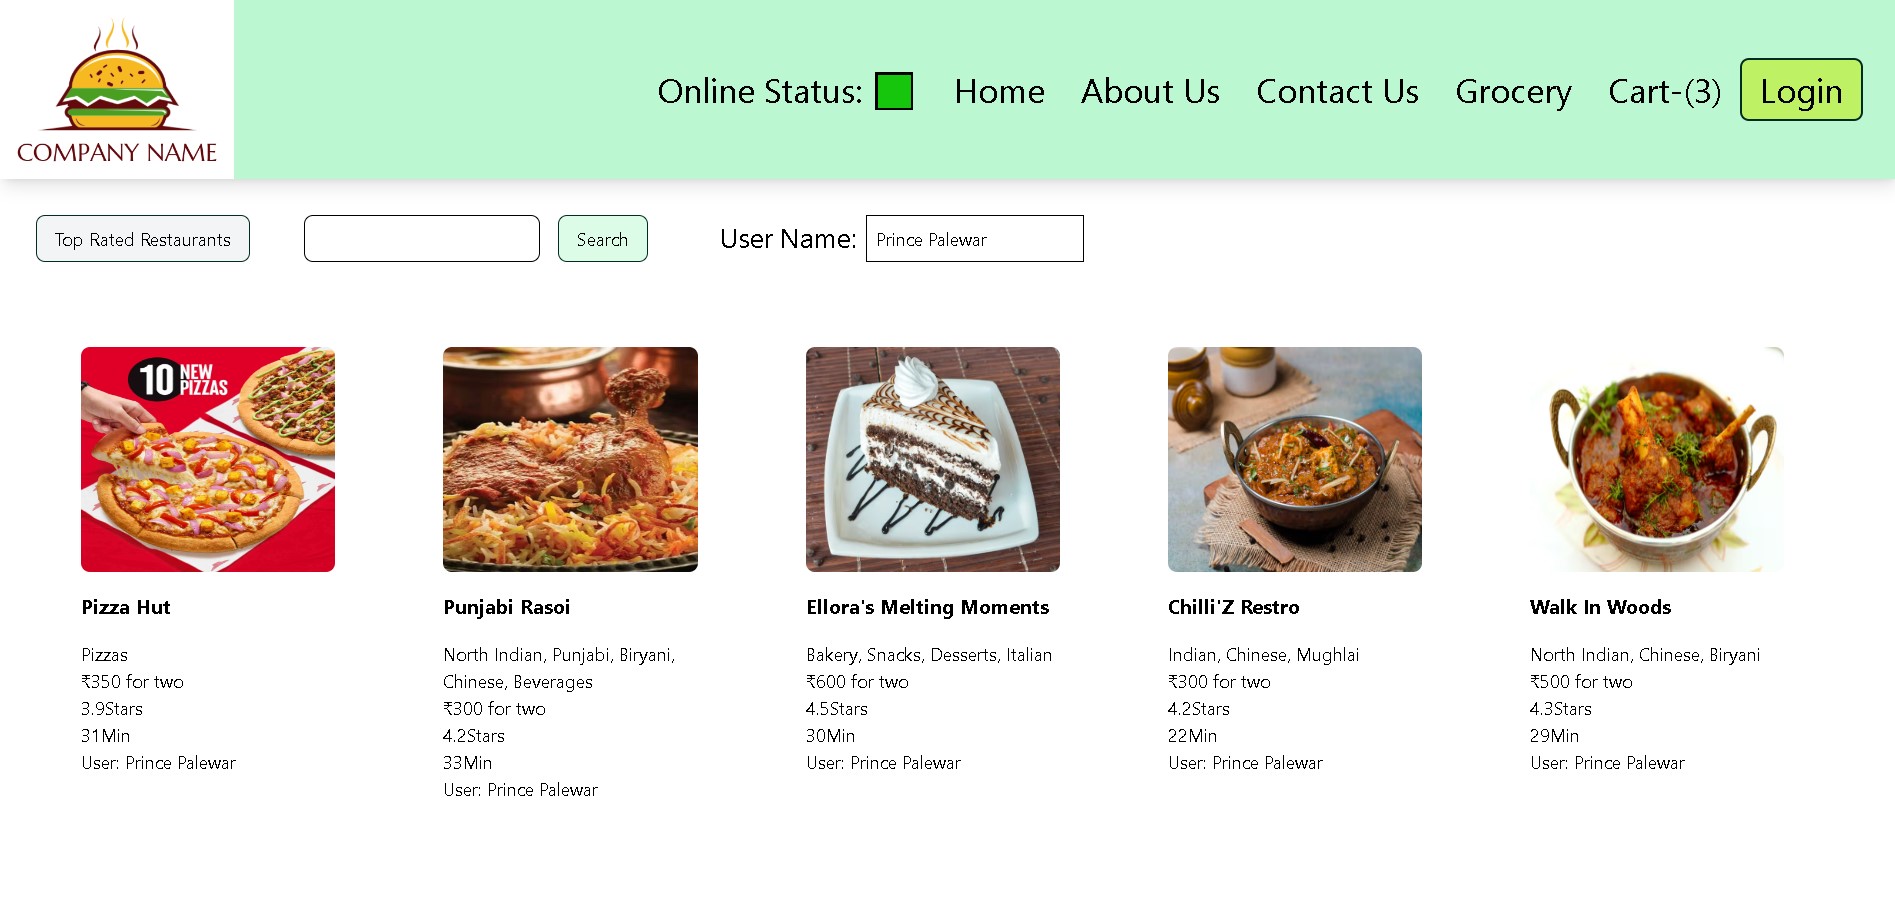 COMPANY NAME
Online Status: Home About Us Contact Us Grocery Cart-(3) Login
Top Rated Restaurants Search User Name: Prince Palewar
10 NEW PIZZAS
Pizza Hut
Pizzas
₹350 for two
3.9Stars
31Min
User: Prince Palewar
Punjabi Rasoi
North Indian, Punjabi, Biryani,
Chinese, Beverages
₹300 for two
4.2Stars
33Min
User: Prince Palewar
Ellora's Melting Moments
Bakery, Snacks, Desserts, Italian
₹600 for two
4.5Stars
30Min
User: Prince Palewar
Chilli'Z Restro
Indian, Chinese, Mughlai
₹300 for two
4.2Stars
22Min
User: Prince Palewar
Walk In Woods
North Indian, Chinese, Biryani
₹500 for two
4.3Stars
29Min
User: Prince Palewar